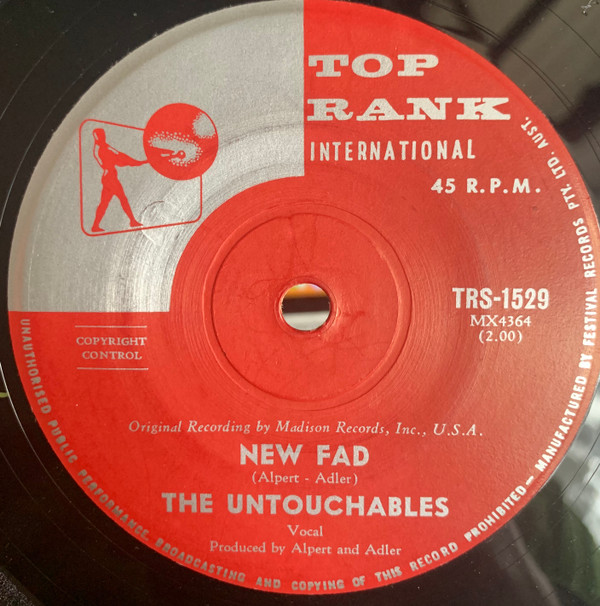 TOP
RANK
INTERNATIONAL
45 R.P.M.
TRS-1529
MX4364
(2.00)
COPYRIGHT
CONTROL
Original Recording by Madison Records, Inc., U.S.A.
NEW FAD
(Alpert - Adler)
THE UNTOUCHABLES
Vocal
Produced by Alpert and Adler
UNAUTHORISED PUBLIC PERFORMANCE, BROADCASTING AND COPYING OF THIS RECORD PROHIBITED— MANUFACTURED BY FESTIVAL RECORDS PTY. LTD. AUST.